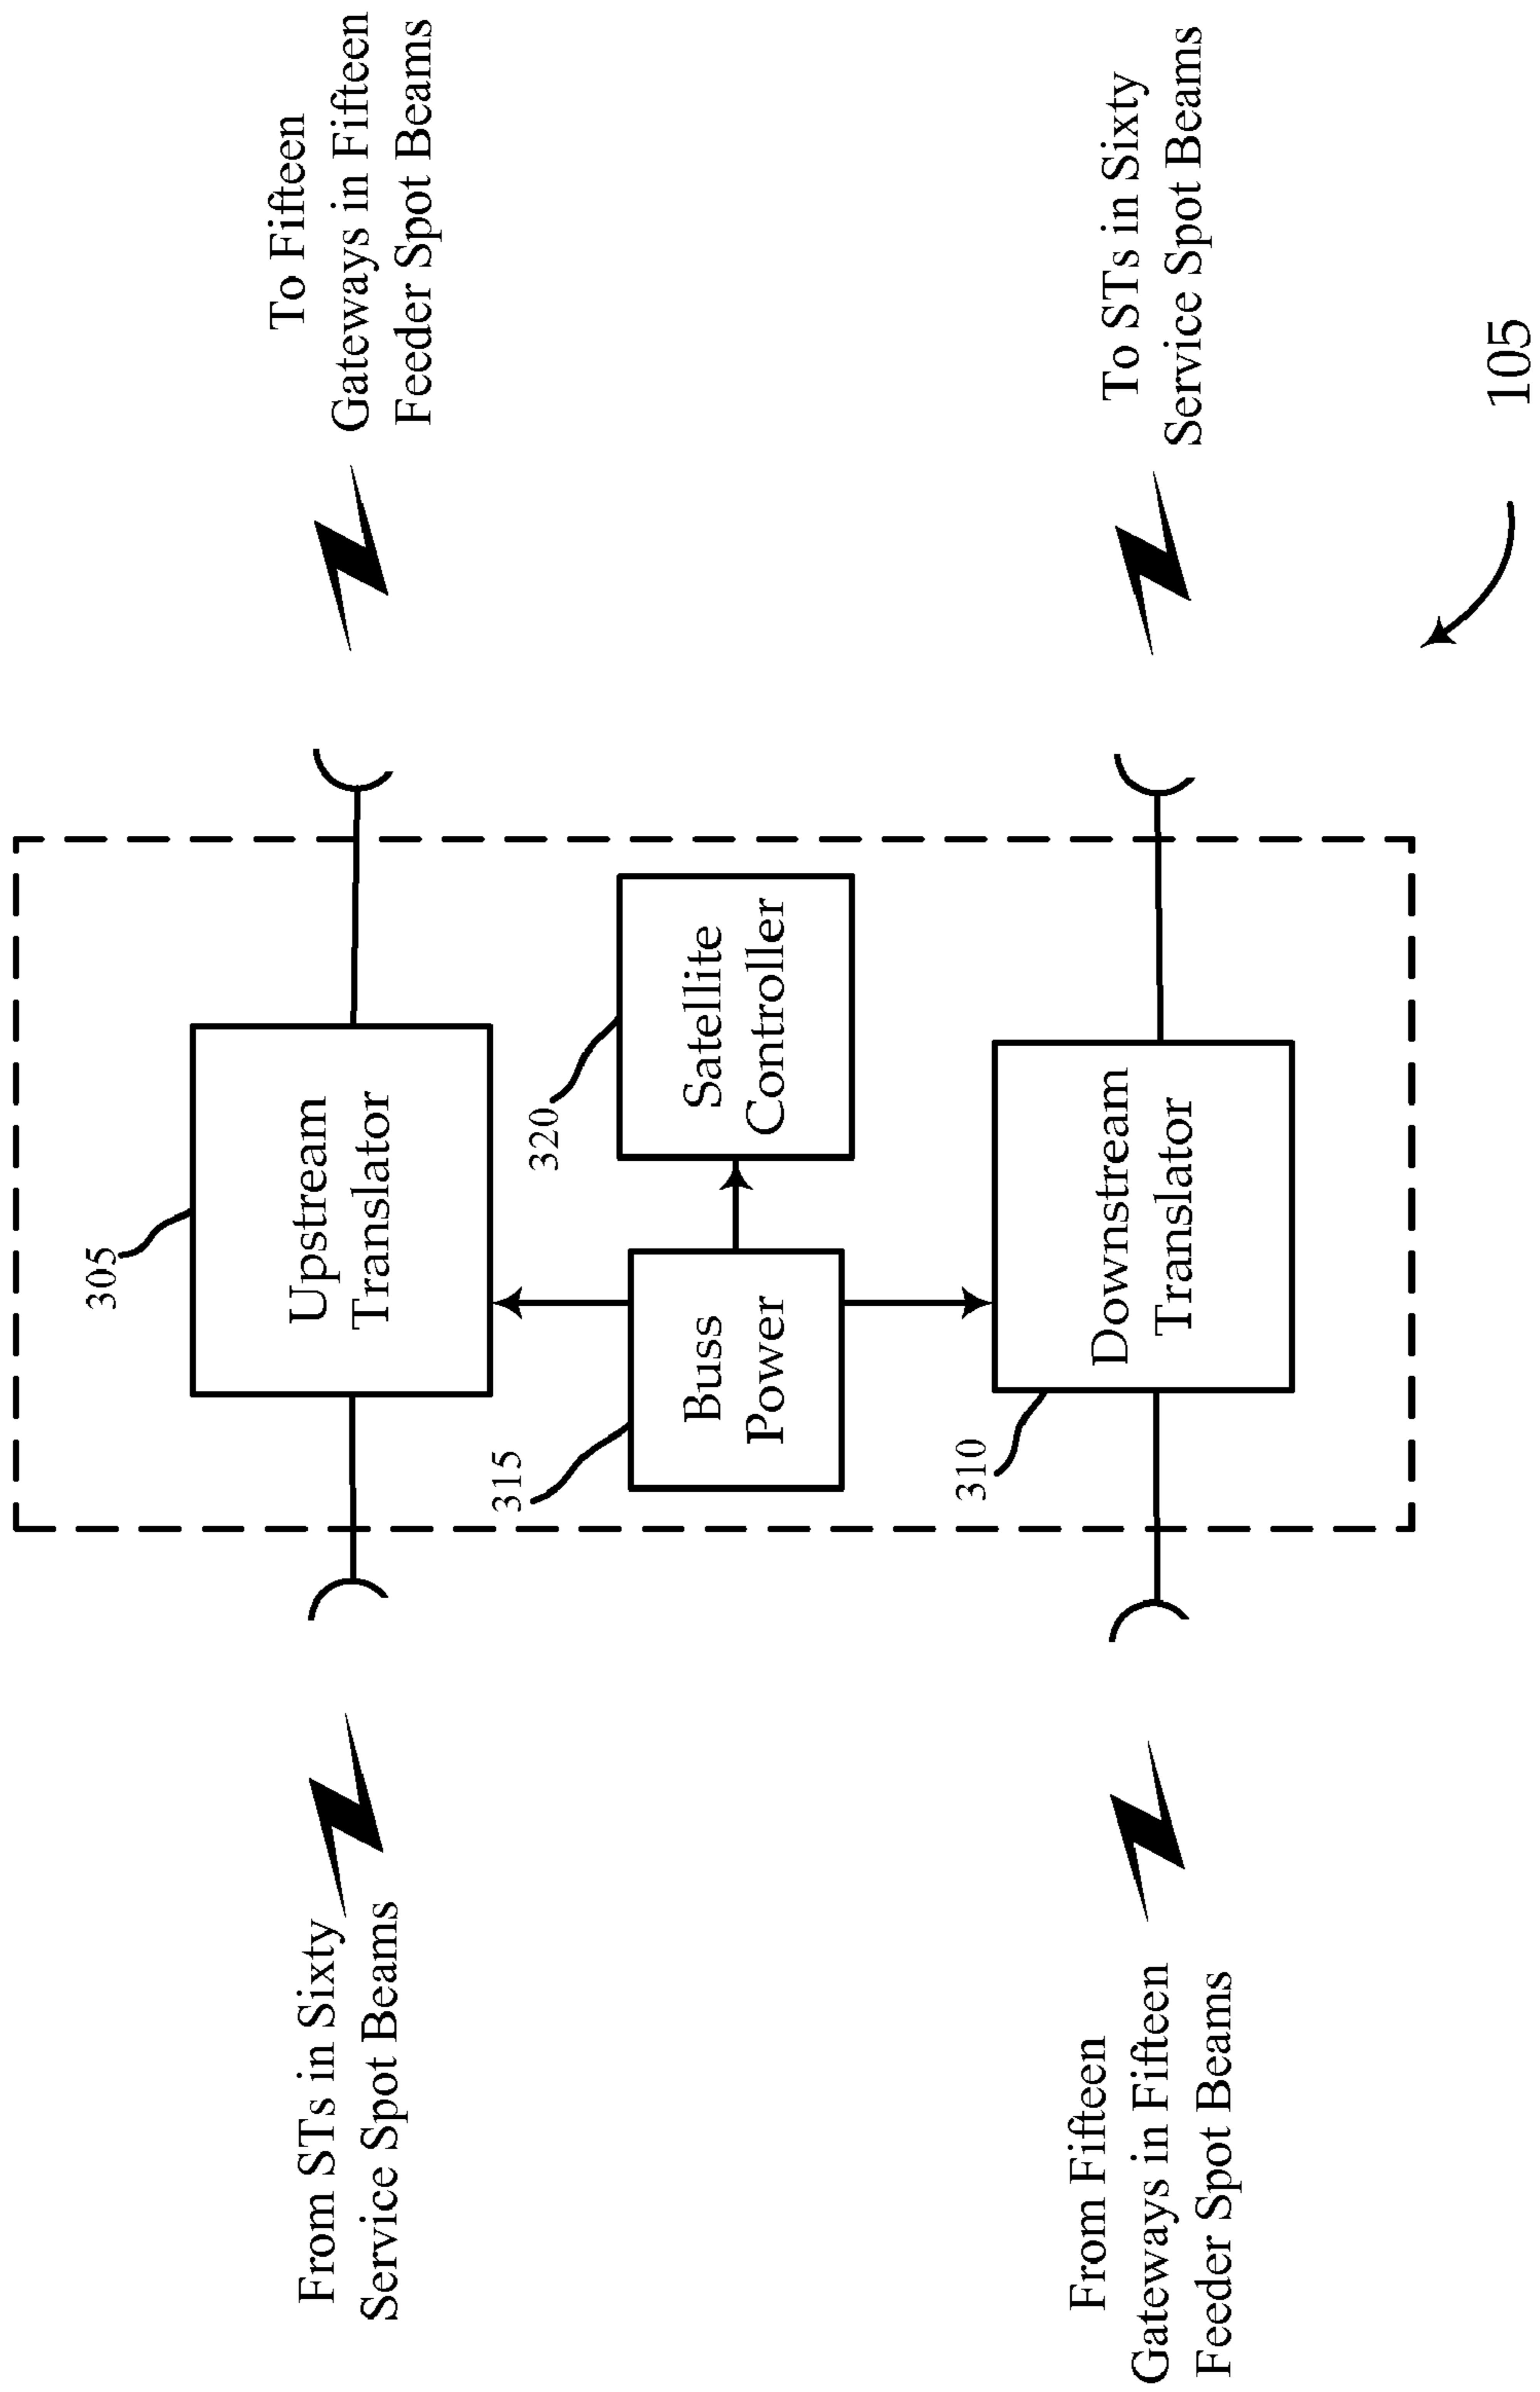 From STs in Sixty
Service Spot Beams
305
Upstream
Translator
To Fifteen
Gateways in Fifteen
Feeder Spot Beams
315
Buss
Power
320
Satellite
Controller
From Fifteen
Gateways in Fifteen
Feeder Spot Beams
310
Downstream
Translator
To STs in Sixty
Service Spot Beams
105